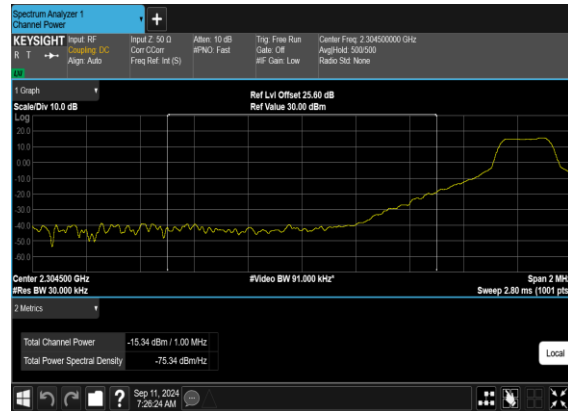 Spectrum Analyzer 1
Channel Power
+
KEYSIGHT Input: RF Input Z: 50 Ω Atten: 10 dB Trig: Free Run Center Freq: 2.304500000 GHz
R T Coupling: DC Corr CCorr #PNO: Fast Gate: Off Avg|Hold: 500/500
Align: Auto Freq Ref: Int (S) #IF Gain: Low Radio Std: None
LW
1 Graph
Ref Lvl Offset 25.60 dB
Scale/Div 10.0 dB Ref Value 30.00 dBm
Log
20.0
10.0
0.00
-10.0
-20.0
-30.0
-40.0
-50.0
-60.0
Center 2.304500 GHz #Video BW 91.000 kHz* Span 2 MHz
#Res BW 30.000 kHz Sweep 2.80 ms (1001 pts
2 Metrics
Total Channel Power -15.34 dBm / 1.00 MHz
Total Power Spectral Density -75.34 dBm/Hz
Local
?
Sep 11, 2024
7:26:24 AM